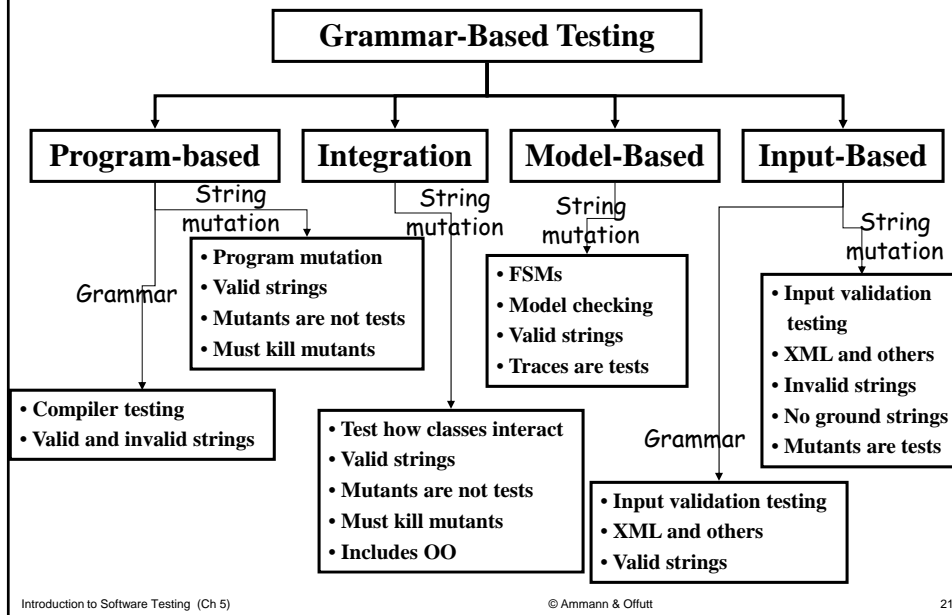 Grammar-Based Testing
Program-based
Integration
Model-Based
Input-Based
String
mutation
• Program mutation
• Valid strings
• Mutants are not tests
• Must kill mutants
Grammar
• Compiler testing
• Valid and invalid strings
String
mutation
• Test how classes interact
• Valid strings
• Mutants are not tests
• Must kill mutants
• Includes OO
String
mutation
• FSMs
• Model checking
• Valid strings
• Traces are tests
String
mutation
• Input validation
testing
• XML and others
• Invalid strings
• No ground strings
• Mutants are tests
Grammar
• Input validation testing
• XML and others
• Valid strings
Introduction to Software Testing (Ch 5)
© Ammann & Offutt
21